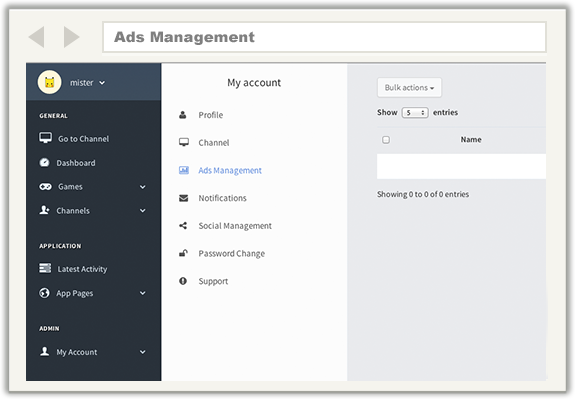 Ads Management
mister
GENERAL
Go to Channel
Dashboard
Games
Channels
APPLICATION
Latest Activity
App Pages
ADMIN
My Account
My account
Profile
Channel
Ads Management
Notifications
Social Management
Password Change
Support
Bulk actions
Show 5 entries
Name
Showing 0 to 0 of 0 entries